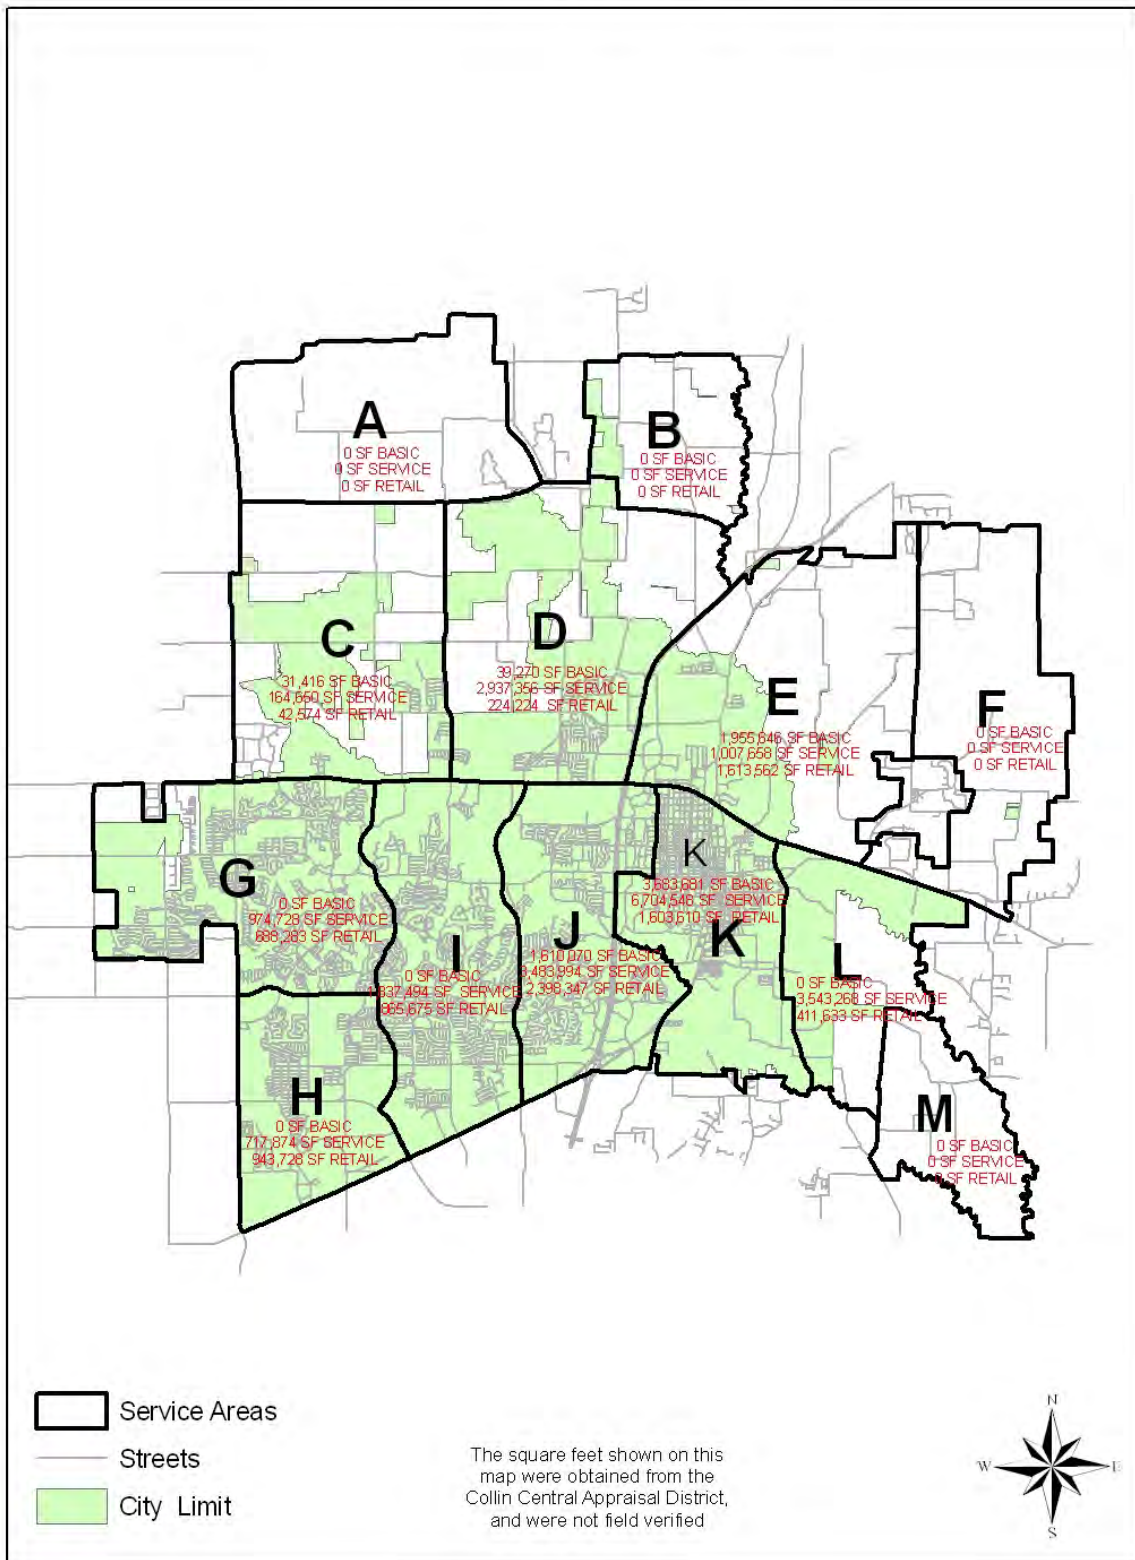 A
0 SF BASIC
0 SF SERVICE
0 SF RETAIL
B
0 SF BASIC
0 SF SERVICE
0 SF RETAIL
C
31,416 SF BASIC
164,650 SF SERVICE
42,574 SF RETAIL
D
39,270 SF BASIC
2,937,356 SF SERVICE
224,224 SF RETAIL
E
1,955,846 SF BASIC
1,007,658 SF SERVICE
1,613,562 SF RETAIL
F
0 SF BASIC
0 SF SERVICE
0 SF RETAIL
G
0 SF BASIC
974,728 SF SERVICE
688,283 SF RETAIL
H
0 SF BASIC
717,874 SF SERVICE
943,728 SF RETAIL
I
0 SF BASIC
1,837,494 SF SERVICE
865,675 SF RETAIL
J
1,610,070 SF BASIC
SF SERVICE
2,398,347 SF RETAIL
K
3,683,681 SF BASIC
6,704,548 SF SERVICE
1,603,610 SF RETAIL
K
L
0 SF BASIC
3,543,268 SF SERVICE
411,633 SF RETAIL
M
0 SF BASIC
0 SF SERVICE
0 SF RETAIL
Service Areas
Streets
City Limit
The square feet shown on this
map were obtained from the
Collin Central Appraisal District,
and were not field verified
N
W
E
S